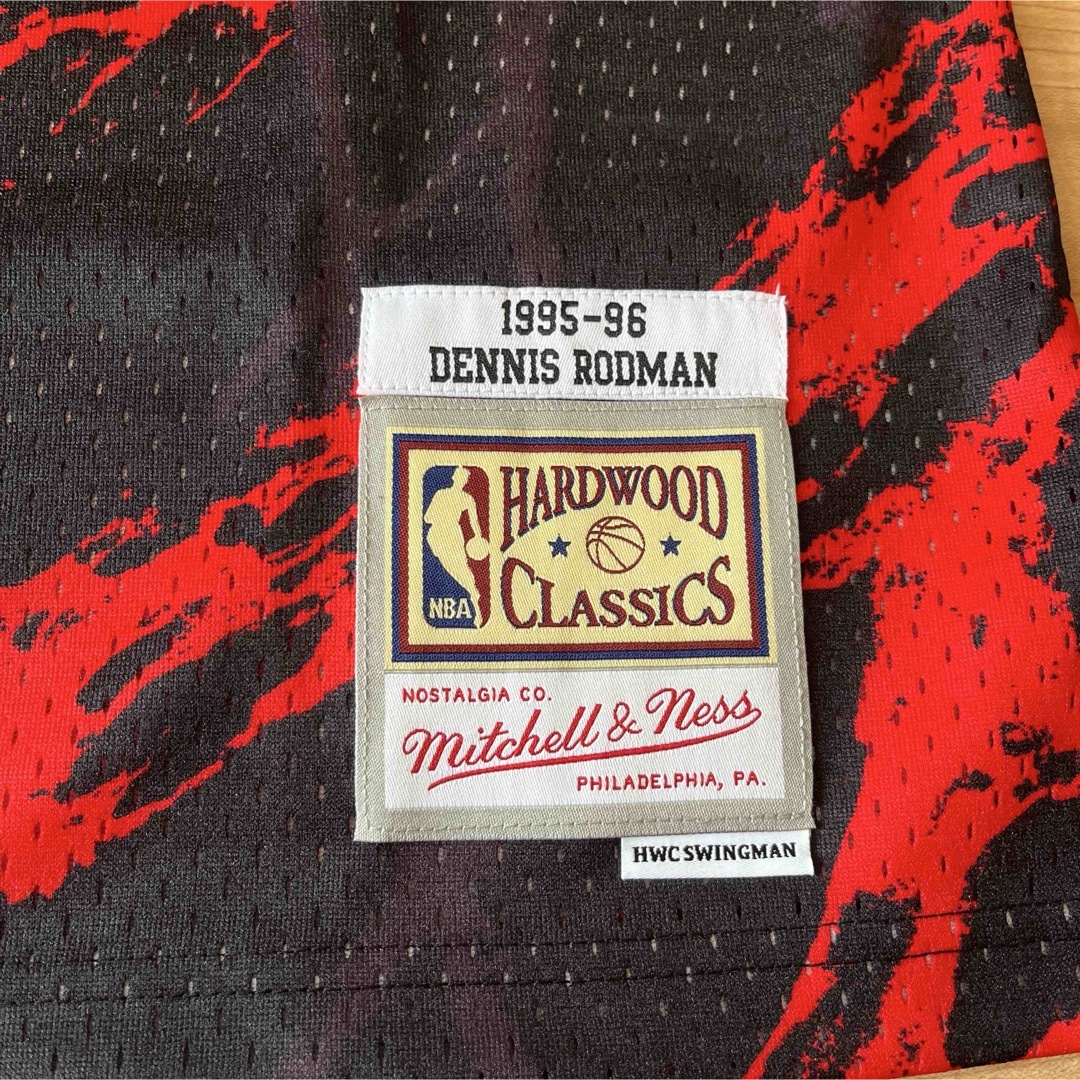 1995-96
DENNIS RODMAN
HARDWOOD
CLASSICS
NBA
NOSTALGIA CO.
Mitchell & Ness
PHILADELPHIA, PA.
HWC SWINGMAN